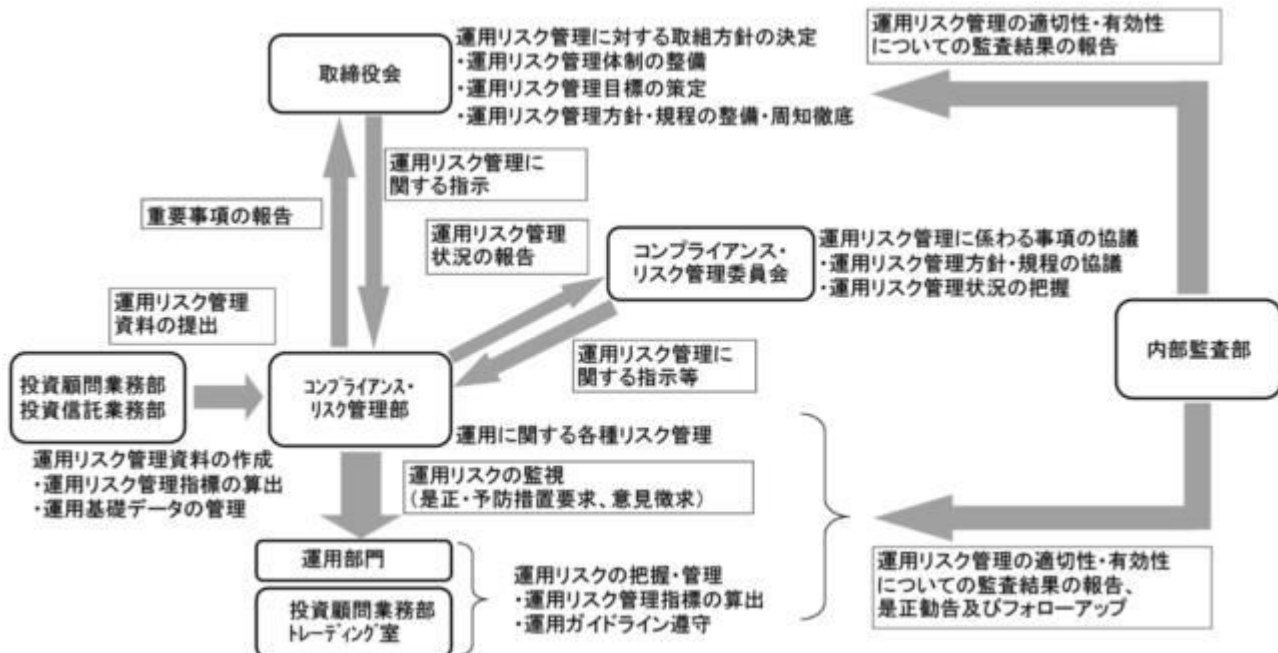 取締役会
運用リスク管理に対する取組方針の決定
・運用リスク管理体制の整備
・運用リスク管理目標の策定
・運用リスク管理方針・規程の整備・周知徹底
運用リスク管理の適切性・有効性
についての監査結果の報告
運用リスク管理に
関する指示
重要事項の報告
運用リスク管理
状況の報告
コンプライアンス・
リスク管理委員会
運用リスク管理に係わる事項の協議
・運用リスク管理方針・規程の協議
・運用リスク管理状況の把握
運用リスク管理
資料の提出
内部監査部
運用リスク管理に
関する指示等
投資顧問業務部
投資信託業務部
コンプライアンス・
リスク管理部
運用に関する各種リスク管理
運用リスク管理資料の作成
・運用リスク管理指標の算出
・運用基礎データの管理
運用リスクの監視
（是正・予防措置要求、意見徴求）
運用部門
投資顧問業務部
トレーディング室
運用リスクの把握・管理
・運用リスク管理指標の算出
・運用ガイドライン遵守
運用リスク管理の適切性・有効性
についての監査結果の報告、
是正勧告及びフォローアップ